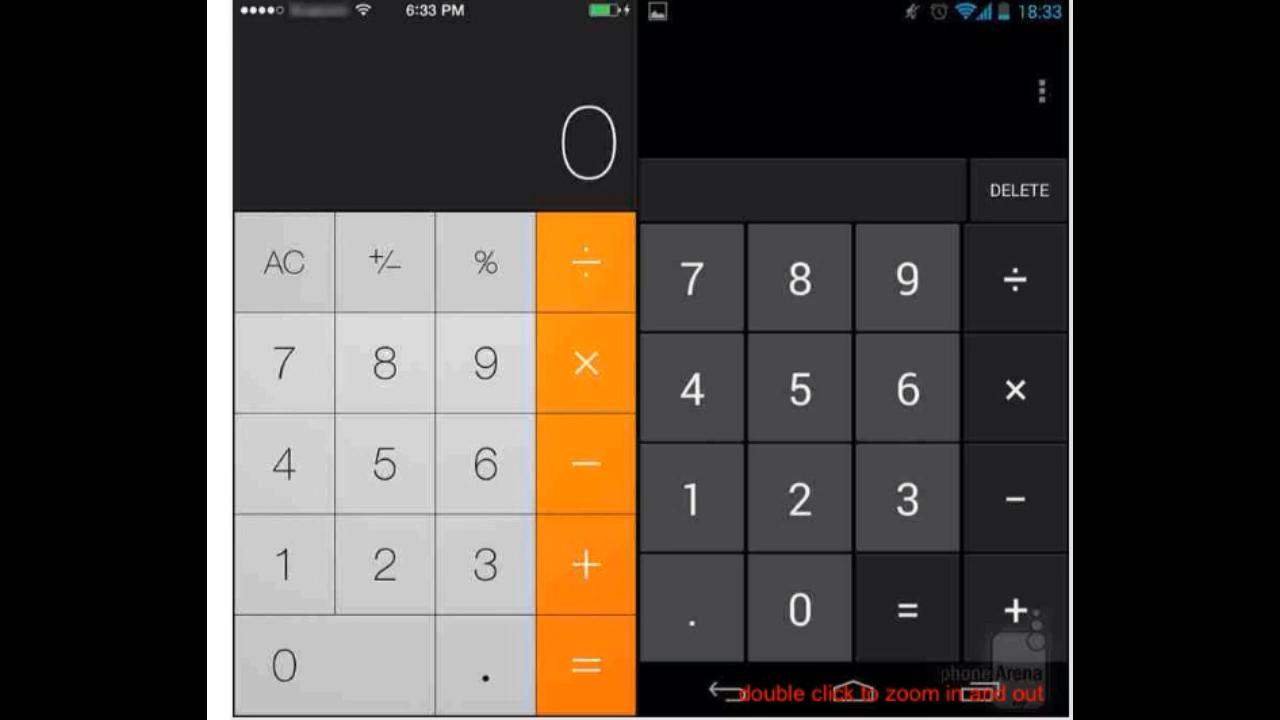 6:33 PM
0
AC +/− % ÷
7 8 9 ×
4 5 6 −
1 2 3 +
0 . =
18:33
DELETE
7 8 9 ÷
4 5 6 ×
1 2 3 −
. 0 = +
phoneArena
double click to zoom in and out